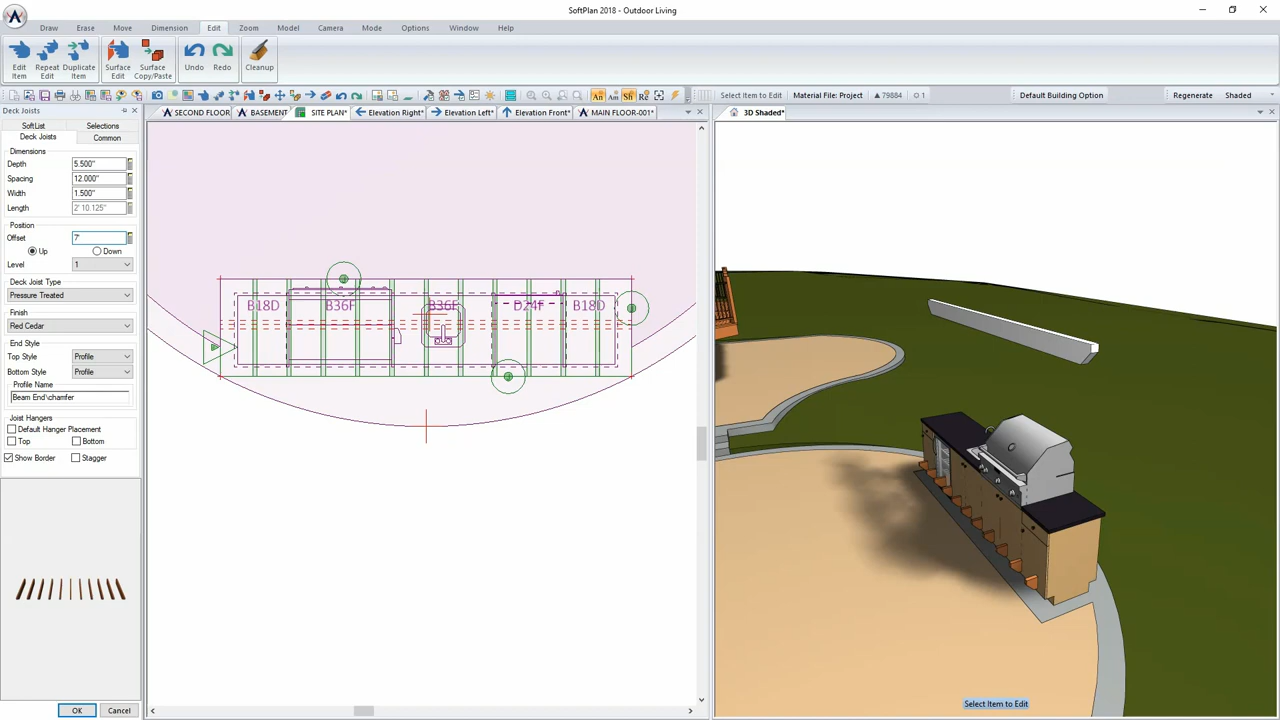 SoftPlan 2018 - Outdoor Living
Draw Erase Move Dimension Edit Zoom Model Camera Mode Options Window Help
Edit Item Repeat Edit Duplicate Item Surface Edit Surface Copy/Paste Undo Redo Cleanup
Select Item to Edit Material File: Project 79884 1 Default Building Option Regenerate Shaded
Deck Joists
SECOND FLOOR BASEMENT SITE PLAN* Elevation Right* Elevation Left* Elevation Front* MAIN FLOOR-001* 3D Shaded*
SoftList Selections
Deck Joists Common
Dimensions
Depth 5.500"
Spacing 12.000"
Width 1.500"
Length 2' 10.125"
Position
Offset 7'
Up Down
Level 1
Deck Joist Type
Pressure Treated
Finish
Red Cedar
End Style
Top Style Profile
Bottom Style Profile
Profile Name
Beam End\chamfer
Joist Hangers
Default Hanger Placement
Top Bottom
Show Border Stagger
OK Cancel
B18D B36F B36F B18D
Select Item to Edit